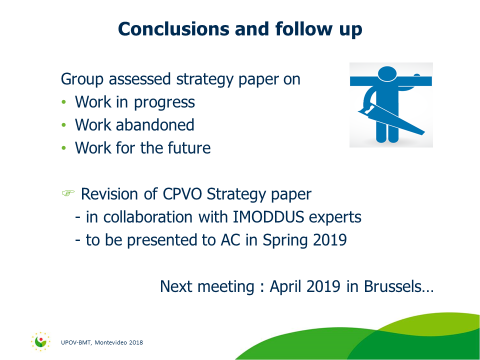 Conclusions and follow up
Group assessed strategy paper on
• Work in progress
• Work abandoned
• Work for the future
☞ Revision of CPVO Strategy paper
- in collaboration with IMODDUS experts
- to be presented to AC in Spring 2019
Next meeting : April 2019 in Brussels…
UPOV-BMT, Montevideo 2018